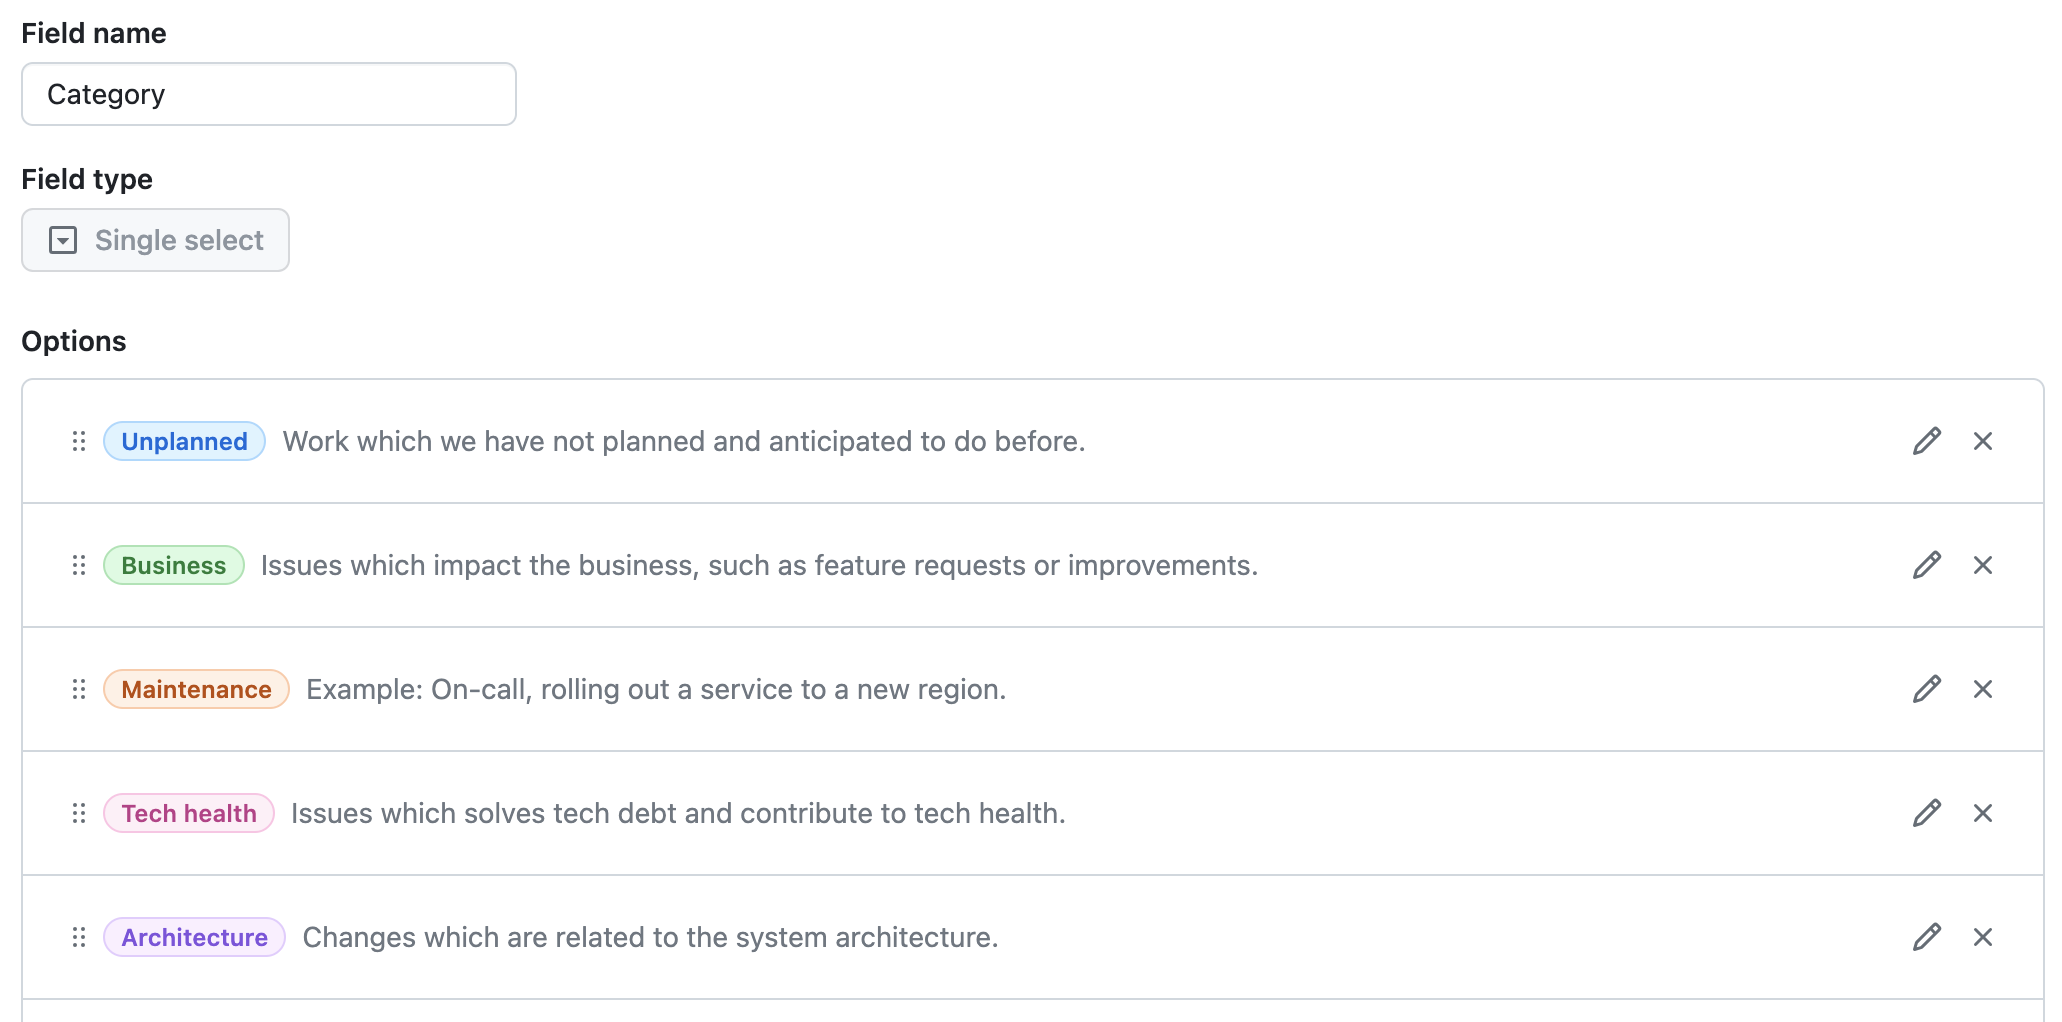 Field name
Category
Field type
Single select
Options
Unplanned Work which we have not planned and anticipated to do before.
Business Issues which impact the business, such as feature requests or improvements.
Maintenance Example: On-call, rolling out a service to a new region.
Tech health Issues which solves tech debt and contribute to tech health.
Architecture Changes which are related to the system architecture.